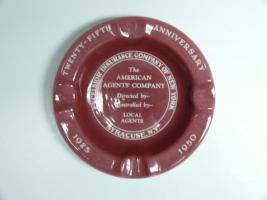 TWENTY-FIFTH ANNIVERSARY
EXCELSIOR INSURANCE COMPANY OF NEW YORK
The
AMERICAN
AGENTS' COMPANY
Directed by--
Controlled by--
LOCAL
AGENTS
SYRACUSE, N.Y.
1925 1950